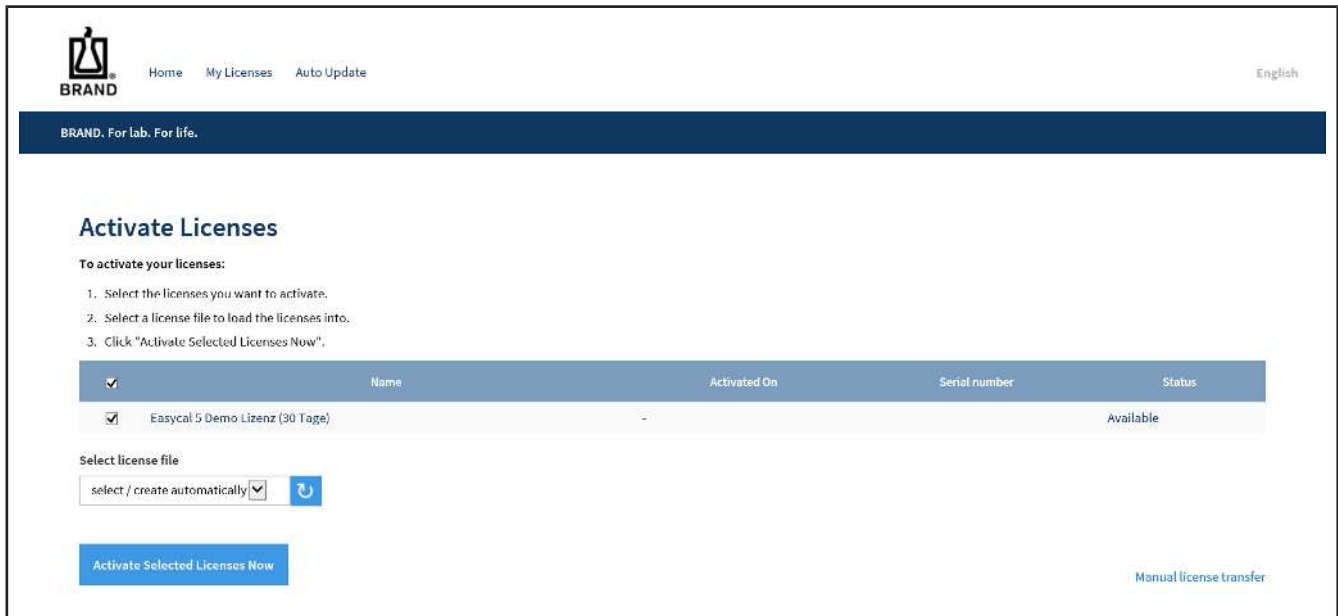 BRAND
Home My Licenses Auto Update
English
BRAND. For lab. For life.
Activate Licenses
To activate your licenses:
1. Select the licenses you want to activate.
2. Select a license file to load the licenses into.
3. Click "Activate Selected Licenses Now".
Name Activated On Serial number Status
Easycal 5 Demo Lizenz (30 Tage) - Available
Select license file
select / create automatically
Activate Selected Licenses Now
Manual license transfer